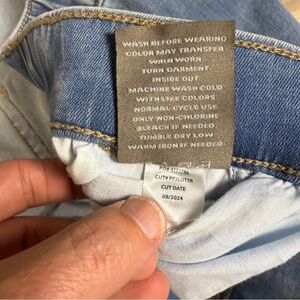 WASH BEFORE WEARING
COLOR MAY TRANSFER
WHEN WORN
TURN GARMENT
INSIDE OUT
MACHINE WASH COLD
WITH LIKE COLORS
NORMAL CYCLE USE
ONLY NON-CHLORINE
BLEACH IF NEEDED.
TUMBLE DRY LOW
WARM IRON IF NEEDED.
CUT DATE
08/2024